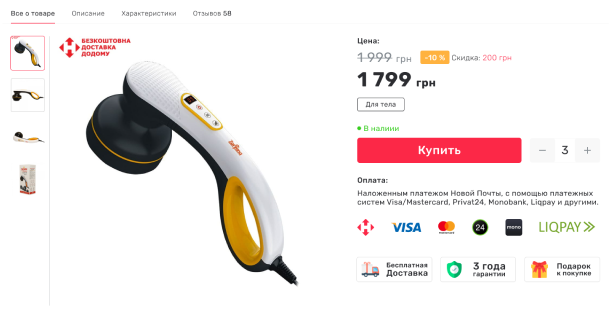 Все о товаре Описание Характеристики Отзывов 58
БЕЗКОШТОВНА
ДОСТАВКА
ДОДОМУ
Цена:
1 999 грн -10 % Скидка: 200 грн
1 799 грн
Для тела
В налиии
Купить − 3 +
Оплата:
Наложенным платежом Новой Почты, с помощью платежных
систем Visa/Mastercard, Privat24, Monobank, Liqpay и другими.
VISA mastercard 24 mono LIQPAY
Бесплатная
Доставка
3 года
гарантии
Подарок
к покупке